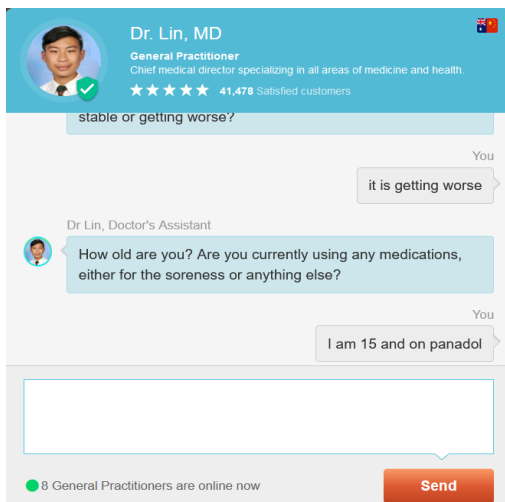 Dr. Lin, MD
General Practitioner
Chief medical director specializing in all areas of medicine and health.
41,478 Satisfied customers
stable or getting worse?
You
it is getting worse
Dr Lin, Doctor's Assistant
How old are you? Are you currently using any medications,
either for the soreness or anything else?
You
I am 15 and on panadol
8 General Practitioners are online now
Send